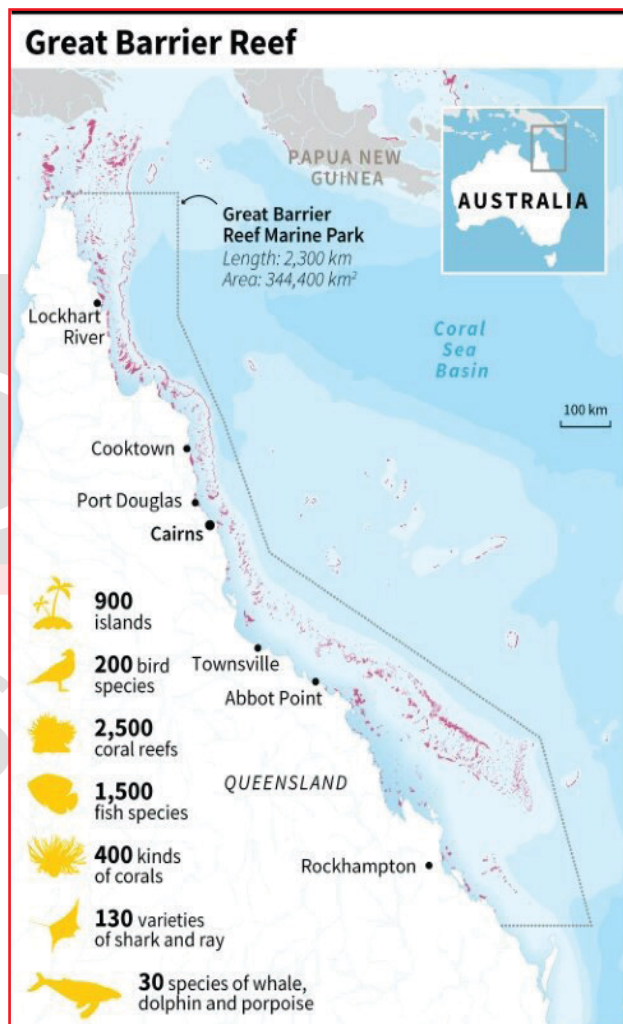 Great Barrier Reef
PAPUA NEW
GUINEA
AUSTRALIA
Great Barrier
Reef Marine Park
Length: 2,300 km
Area: 344,400 km²
Lockhart
River
Coral
Sea
Basin
100 km
Cooktown
Port Douglas
Cairns
900
islands
Townsville
200 bird
species
Abbot Point
2,500
coral reefs
QUEENSLAND
1,500
fish species
400 kinds
of corals
Rockhampton
130 varieties
of shark and ray
30 species of whale,
dolphin and porpoise